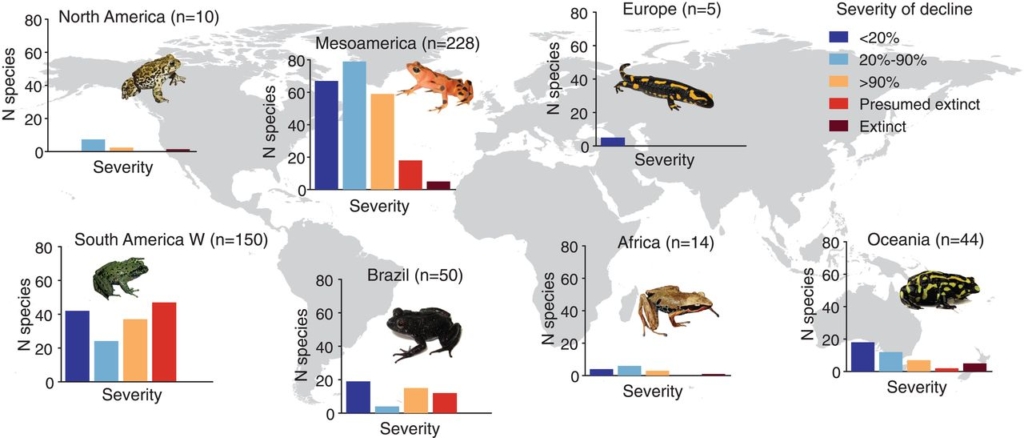 North America (n=10)
80
60
40
20
0
N species
Severity
Mesoamerica (n=228)
80
60
40
20
0
N species
Severity
Europe (n=5)
80
60
40
20
0
N species
Severity
Severity of decline
<20%
20%-90%
>90%
Presumed extinct
Extinct
South America W (n=150)
80
60
40
20
0
N species
Severity
Brazil (n=50)
80
60
40
20
0
N species
Severity
Africa (n=14)
80
60
40
20
0
N species
Severity
Oceania (n=44)
80
60
40
20
0
N species
Severity